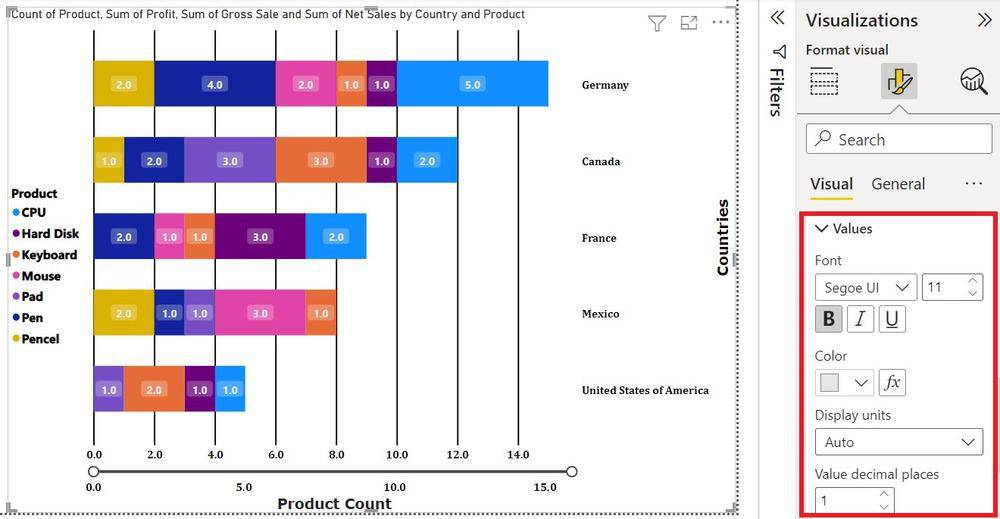 Count of Product, Sum of Profit, Sum of Gross Sale and Sum of Net Sales by Country and Product
2.0 4.0 2.0 1.0 1.0 5.0 Germany
1.0 2.0 3.0 3.0 1.0 2.0 Canada
Product
CPU
Hard Disk
Keyboard
Mouse
Pad
Pen
Pencel
2.0 1.0 1.0 3.0 2.0 France
2.0 1.0 1.0 3.0 1.0 Mexico
1.0 2.0 1.0 1.0 United States of America
Countries
0.0 2.0 4.0 6.0 8.0 10.0 12.0 14.0
0.0 5.0 10.0 15.0
Product Count
Filters
Visualizations
Format visual
Search
Visual General
Values
Font
Segoe UI 11
B I U
Color
fx
Display units
Auto
Value decimal places
1